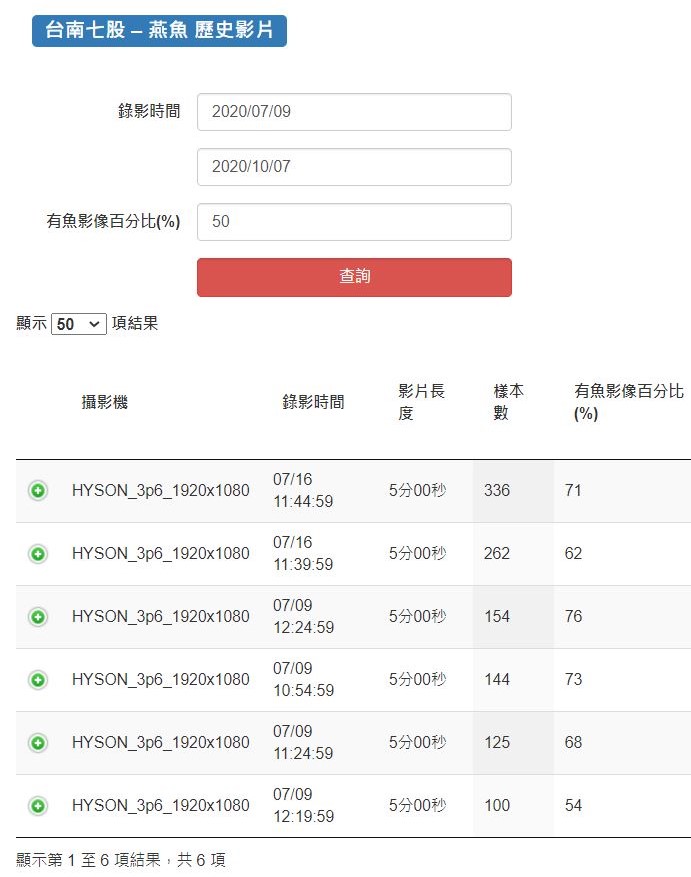 台南七股 – 燕魚 歷史影片
錄影時間 2020/07/09
2020/10/07
有魚影像百分比(%) 50
查詢
顯示 50 項結果
攝影機 錄影時間 影片長度 樣本數 有魚影像百分比(%)
HYSON_3p6_1920x1080 07/16 11:44:59 5分00秒 336 71
HYSON_3p6_1920x1080 07/16 11:39:59 5分00秒 262 62
HYSON_3p6_1920x1080 07/09 12:24:59 5分00秒 154 76
HYSON_3p6_1920x1080 07/09 10:54:59 5分00秒 144 73
HYSON_3p6_1920x1080 07/09 11:24:59 5分00秒 125 68
HYSON_3p6_1920x1080 07/09 12:19:59 5分00秒 100 54
顯示第 1 至 6 項結果，共 6 項